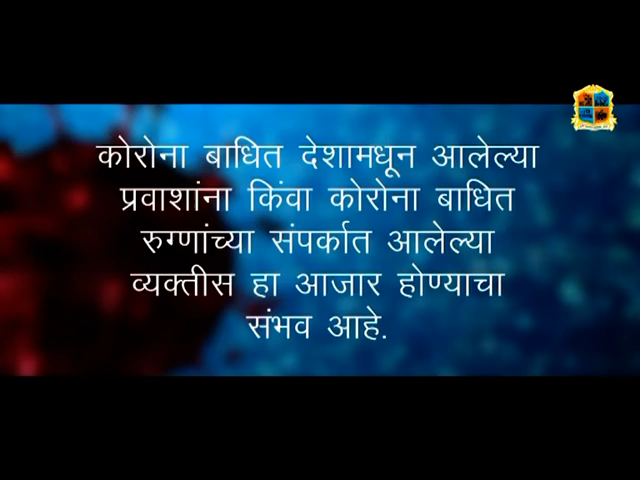 कोरोना बाधित देशामधून आलेल्या
प्रवाशांना किंवा कोरोना बाधित
रुग्णांच्या संपर्कात आलेल्या
व्यक्तीस हा आजार होण्याचा
संभव आहे.